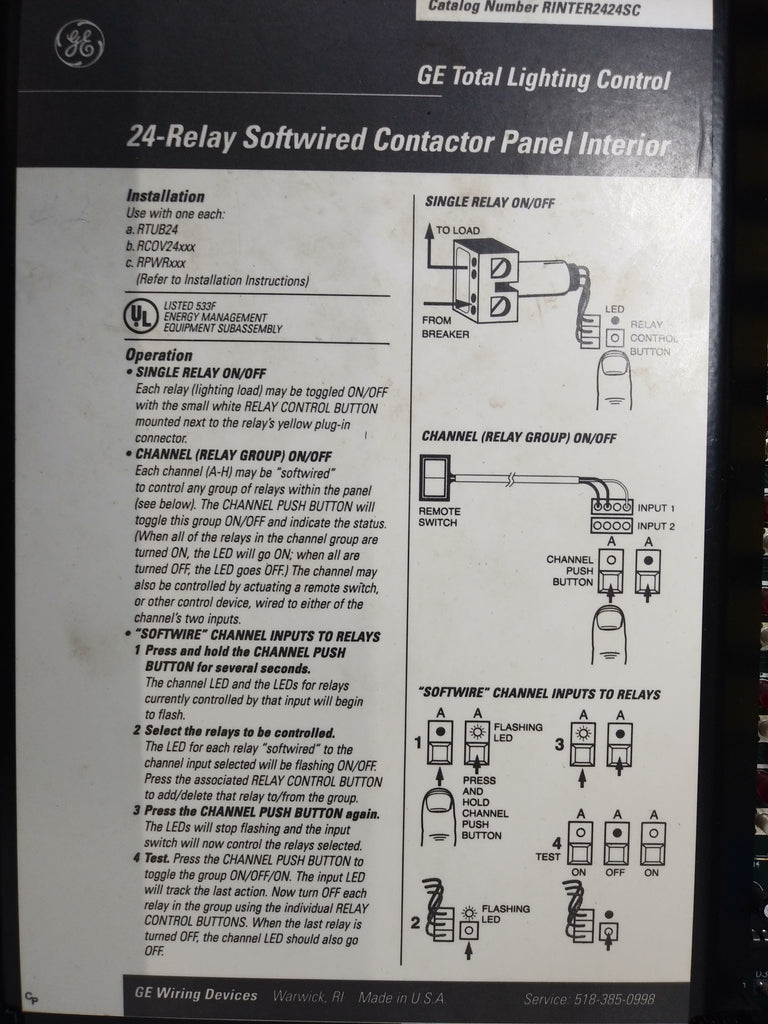 Catalog Number RINTER2424SC
GE
GE Total Lighting Control
24-Relay Softwired Contactor Panel Interior
Installation
Use with one each:
a. RTUB24
b. RCOV24xxx
c. RPWRxxx
(Refer to Installation Instructions)
UL
LISTED 533F
ENERGY MANAGEMENT
EQUIPMENT SUBASSEMBLY
Operation
• SINGLE RELAY ON/OFF
Each relay (lighting load) may be toggled ON/OFF
with the small white RELAY CONTROL BUTTON
mounted next to the relay's yellow plug-in
connector.
• CHANNEL (RELAY GROUP) ON/OFF
Each channel (A-H) may be "softwired"
to control any group of relays within the panel
(see below). The CHANNEL PUSH BUTTON will
toggle this group ON/OFF and indicate the status.
(When all of the relays in the channel group are
turned ON, the LED will go ON; when all are
turned OFF, the LED goes OFF.) The channel may
also be controlled by actuating a remote switch,
or other control device, wired to either of the
channel's two inputs.
• "SOFTWIRE" CHANNEL INPUTS TO RELAYS
1 Press and hold the CHANNEL PUSH
BUTTON for several seconds.
The channel LED and the LEDs for relays
currently controlled by that input will begin
to flash.
2 Select the relays to be controlled.
The LED for each relay "softwired" to the
channel input selected will be flashing ON/OFF.
Press the associated RELAY CONTROL BUTTON
to add/delete that relay to/from the group.
3 Press the CHANNEL PUSH BUTTON again.
The LEDs will stop flashing and the input
switch will now control the relays selected.
4 Test. Press the CHANNEL PUSH BUTTON to
toggle the group ON/OFF/ON. The input LED
will track the last action. Now turn OFF each
relay in the group using the individual RELAY
CONTROL BUTTONS. When the last relay is
turned OFF, the channel LED should also go
OFF.
SINGLE RELAY ON/OFF
TO LOAD
FROM
BREAKER
LED
RELAY
CONTROL
BUTTON
CHANNEL (RELAY GROUP) ON/OFF
REMOTE
SWITCH
INPUT 1
INPUT 2
A A
CHANNEL
PUSH
BUTTON
"SOFTWIRE" CHANNEL INPUTS TO RELAYS
A A
1
FLASHING
LED
PRESS
AND
HOLD
CHANNEL
PUSH
BUTTON
A A
3
A A A
4
TEST
ON OFF ON
2
FLASHING
LED
CP
GE Wiring Devices Warwick, RI Made in U.S.A. Service: 518-385-0998